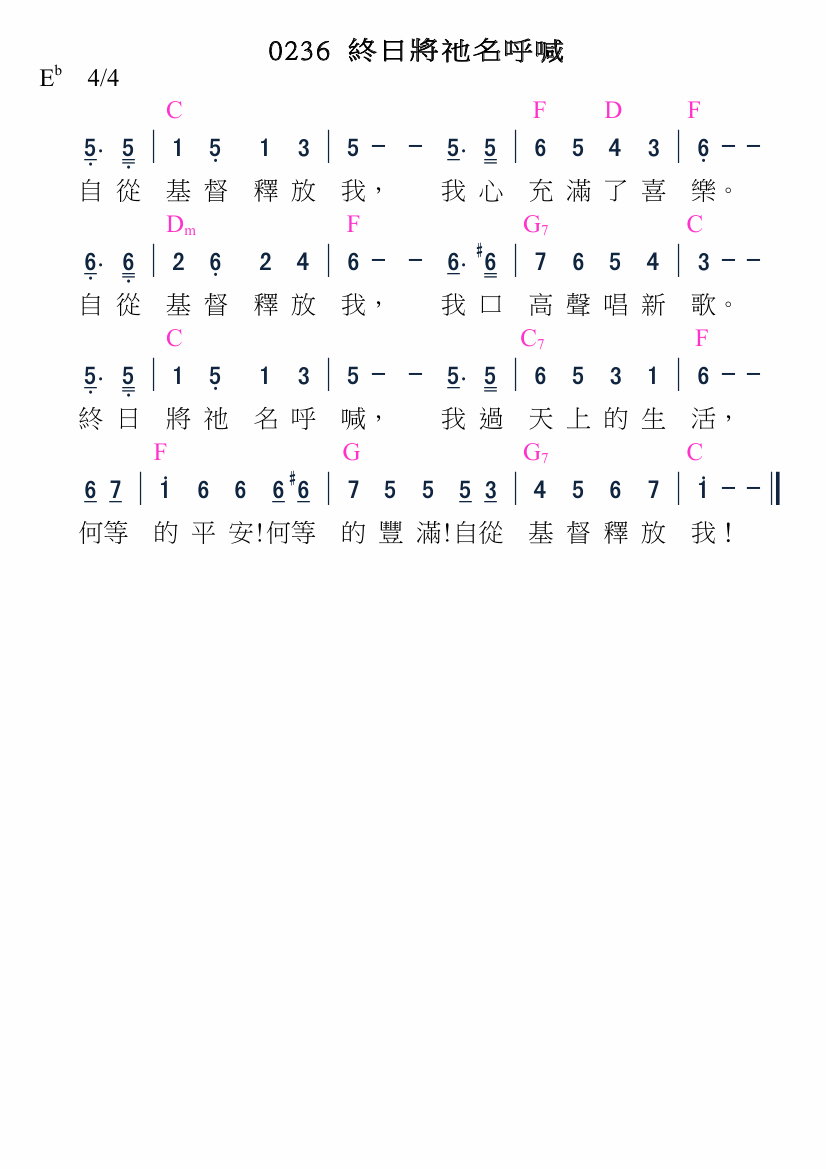 0236 終日將祂名呼喊
E♭ 4/4
C F D F
5̣. 5̣ | 1 5̣ 1 3 | 5 - - 5. 5 | 6 5 4 3 | 6̣ - -
自從基督釋放我，我心充滿了喜樂。
Dm F G7 C
6̣. 6̣ | 2 6̣ 2 4 | 6 - - 6. #6 | 7 6 5 4 | 3 - -
自從基督釋放我，我口高聲唱新歌。
C C7 F
5̣. 5̣ | 1 5̣ 1 3 | 5 - - 5. 5 | 6 5 3 1 | 6 - -
終日將祂名呼喊，我過天上的生活，
F G G7 C
6 7 | 1̇ 6 6 6 #6 | 7 5 5 5 3 | 4 5 6 7 | 1̇ - - ‖
何等的平安!何等的豐滿!自從基督釋放我!